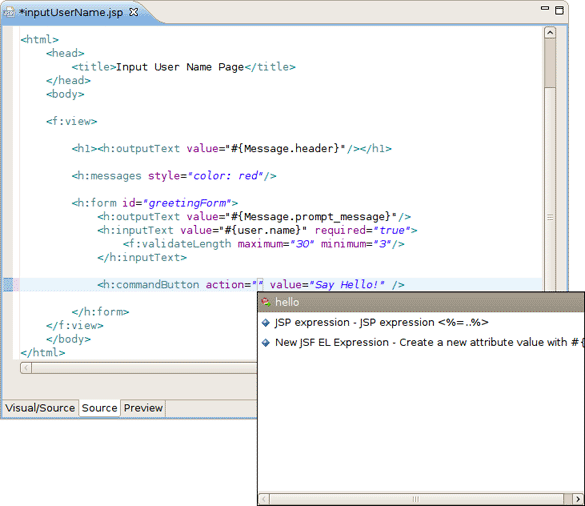 *inputUserName.jsp
<html>
<head>
<title>Input User Name Page</title>
</head>
<body>
<f:view>
<h1><h:outputText value="#{Message.header}"/></h1>
<h:messages style="color: red"/>
<h:form id="greetingForm">
<h:outputText value="#{Message.prompt_message}"/>
<h:inputText value="#{user.name}" required="true">
<f:validateLength maximum="30" minimum="3"/>
</h:inputText>
<h:commandButton action="" value="Say Hello!" />
</h:form>
</f:view>
</body>
</html>
hello
JSP expression - JSP expression <%=..%>
New JSF EL Expression - Create a new attribute value with #{
Visual/Source Source Preview